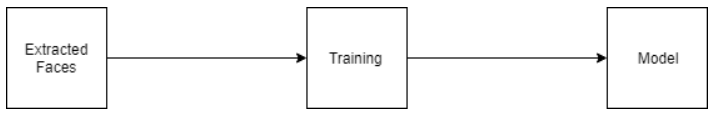 Extracted
Faces
Training
Model